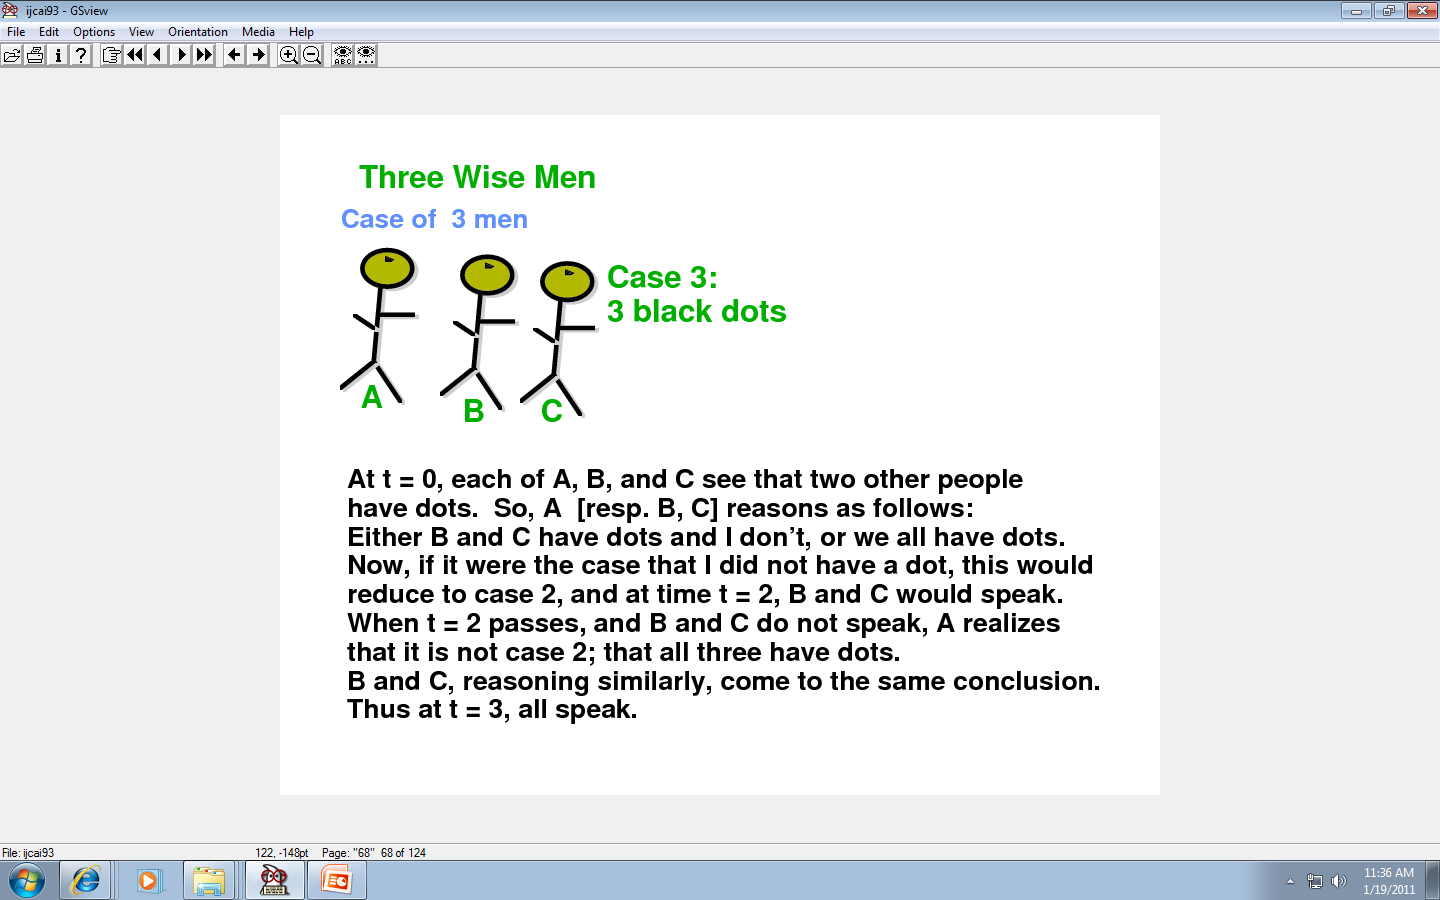 ijcai93 - GSview
File Edit Options View Orientation Media Help
i ? ABC
Three Wise Men
Case of 3 men
Case 3:
3 black dots
A B C
At t = 0, each of A, B, and C see that two other people
have dots. So, A [resp. B, C] reasons as follows:
Either B and C have dots and I don’t, or we all have dots.
Now, if it were the case that I did not have a dot, this would
reduce to case 2, and at time t = 2, B and C would speak.
When t = 2 passes, and B and C do not speak, A realizes
that it is not case 2; that all three have dots.
B and C, reasoning similarly, come to the same conclusion.
Thus at t = 3, all speak.
File: ijcai93 122, -148pt Page: "68" 68 of 124
11:36 AM
1/19/2011